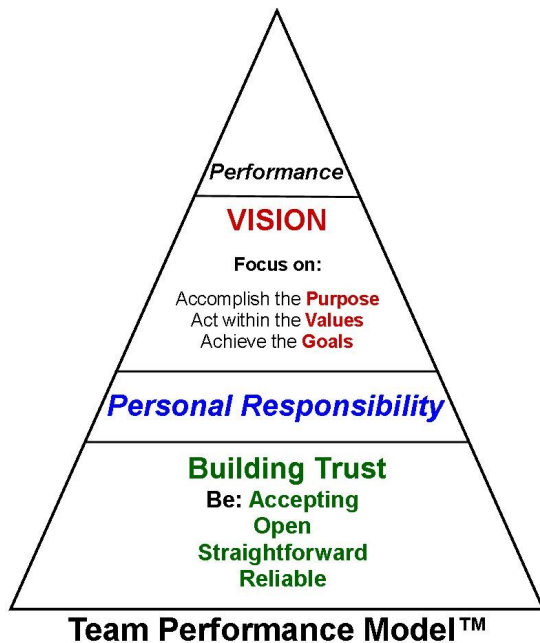 Performance
VISION
Focus on:
Accomplish the Purpose
Act within the Values
Achieve the Goals
Personal Responsibility
Building Trust
Be: Accepting
Open
Straightforward
Reliable
Team Performance Model™